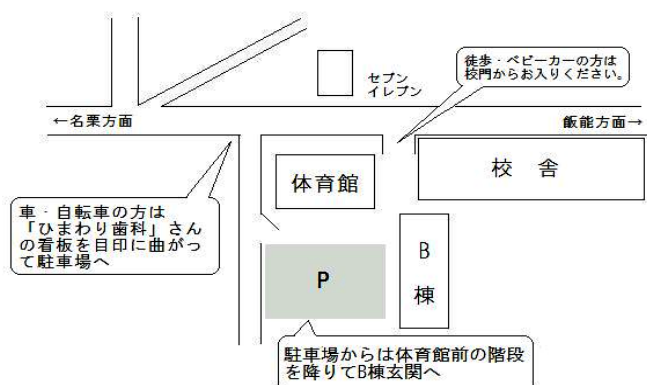 徒歩・ベビーカーの方は
校門からお入りください。
セブン
イレブン
←名栗方面
飯能方面→
体育館
校 舎
車・自転車の方は
「ひまわり歯科」さん
の看板を目印に曲がっ
て駐車場へ
P
B
棟
駐車場からは体育館前の階段
を降りてB棟玄関へ